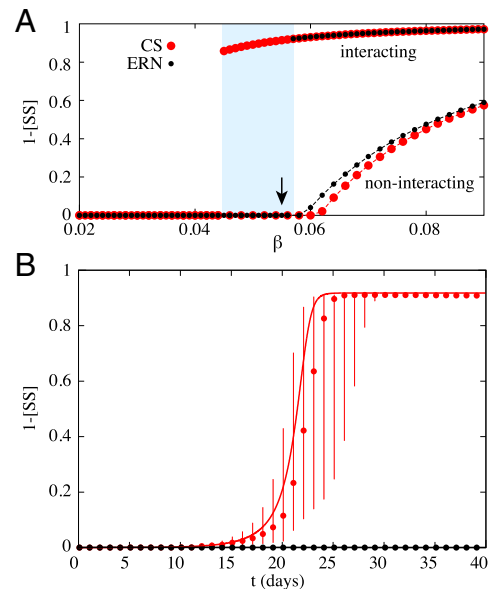 A
1
0.8
0.6
0.4
0.2
0
1-[SS]
CS
ERN
interacting
non-interacting
0.02
0.04
0.06
0.08
β
B
1
0.8
0.6
0.4
0.2
0
1-[SS]
0
5
10
15
20
25
30
35
40
t (days)